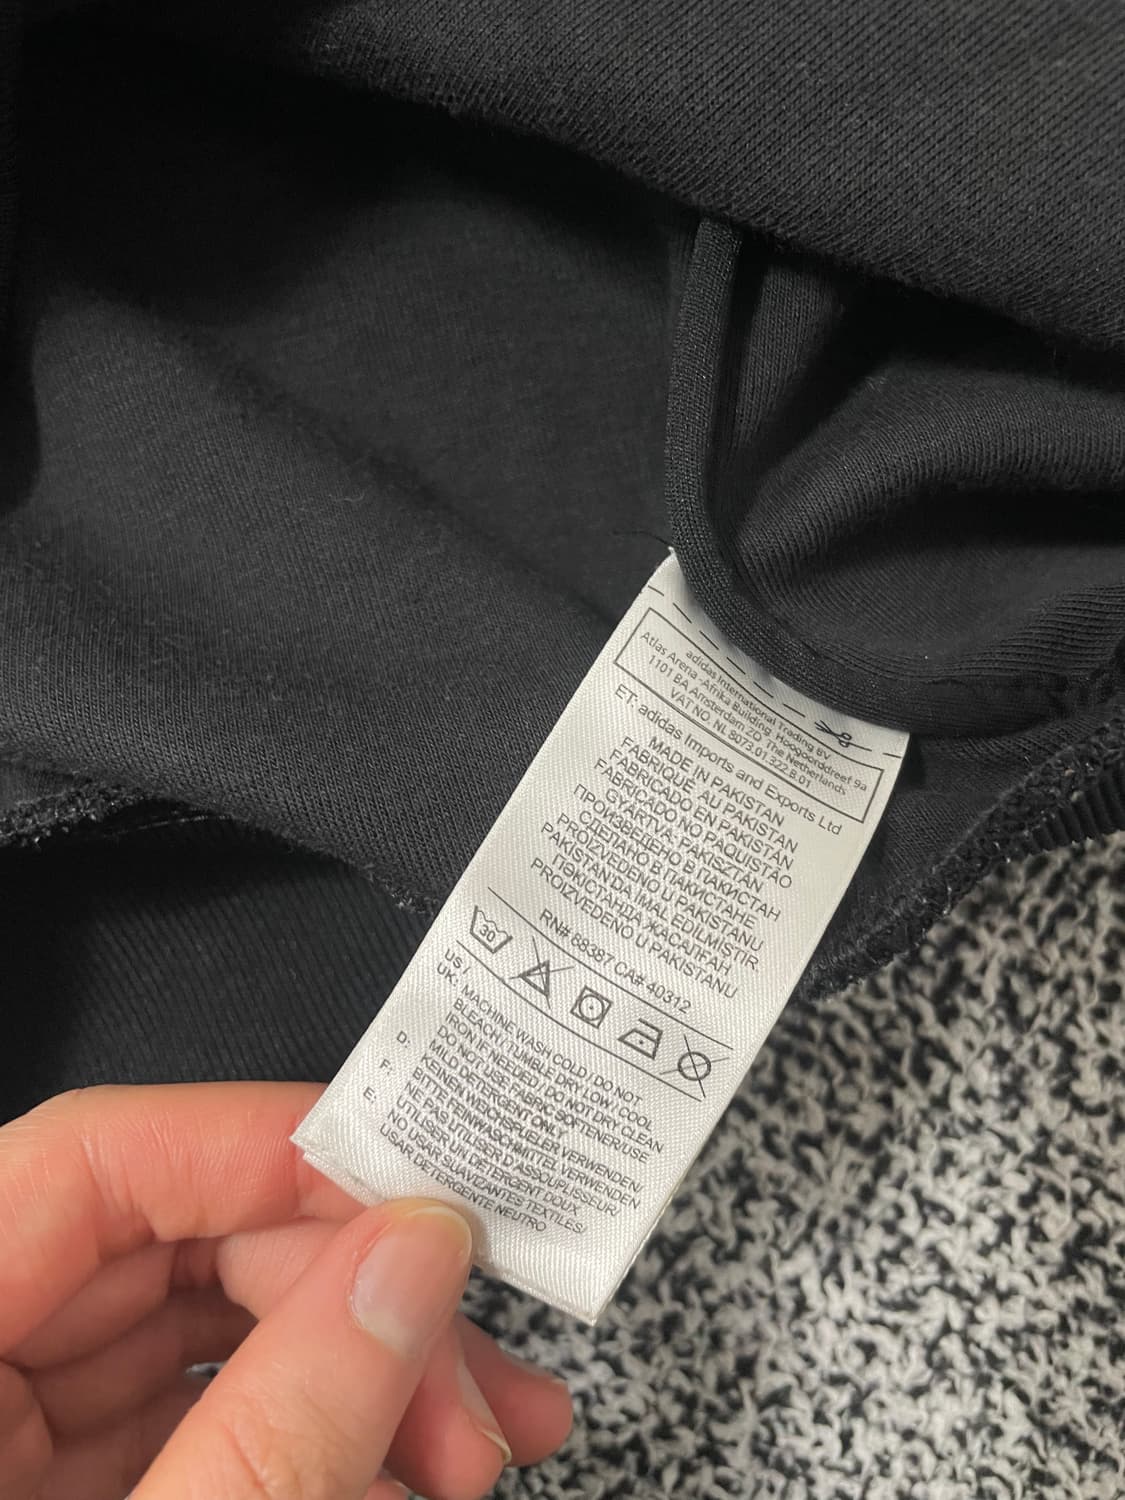 adidas International Trading BV
Atlas Arena -Afrika Building, Hoogoorddreef 9a
1101 BA Amsterdam ZO, The Netherlands
VAT NO. NL 8073.01.322.B.01
ET: adidas Imports and Exports Ltd
MADE IN PAKISTAN
FABRIQUÉ AU PAKISTAN
FABRICADO EN PAKISTÁN
FABRICADO NO PAQUISTÃO
GYÁRTVA: PAKISZTÁN
ПРОИЗВЕДЕНО В ПАКИСТАН
СДЕЛАНО В ПАКИСТАНЕ
PROIZVEDENO U PAKISTANU
PAKISTAN'DA İMAL EDİLMİŞTİR.
ПӘКІСТАНДА ЖАСАЛҒАН
PROIZVEDENO U PAKISTANU
RN# 88387 CA# 40312
30
US / UK: MACHINE WASH COLD / DO NOT
BLEACH / TUMBLE DRY LOW / COOL
IRON IF NEEDED / DO NOT DRY CLEAN
DO NOT USE FABRIC SOFTENER/USE
MILD DETERGENT ONLY
D: KEINEN WEICHSPUELER VERWENDEN/
BITTE FEINWASCHMITTEL VERWENDEN
F: NE PAS UTILISER D'ASSOUPLISSEUR/
UTILISER UN DETERGENT DOUX
E: NO USAR SUAVIZANTES TEXTILES/
USAR DETERGENTE NEUTRO